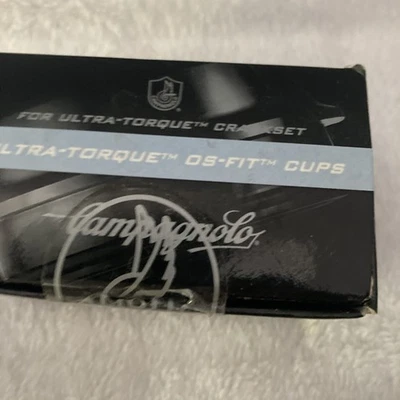 FOR ULTRA-TORQUE™ CRANKSET
ULTRA-TORQUE™ OS-FIT™ CUPS
Campagnolo